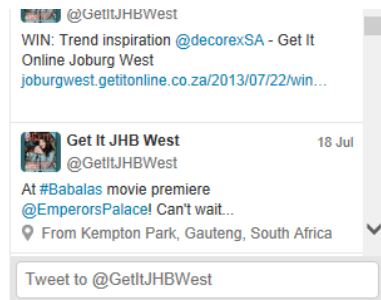 @GetItJHBWest
WIN: Trend inspiration @decorexSA - Get It
Online Joburg West
joburgwest.getitonline.co.za/2013/07/22/win...
Get It JHB West 18 Jul
@GetItJHBWest
At #Babalas movie premiere
@EmperorsPalace! Can't wait...
From Kempton Park, Gauteng, South Africa
Tweet to @GetItJHBWest